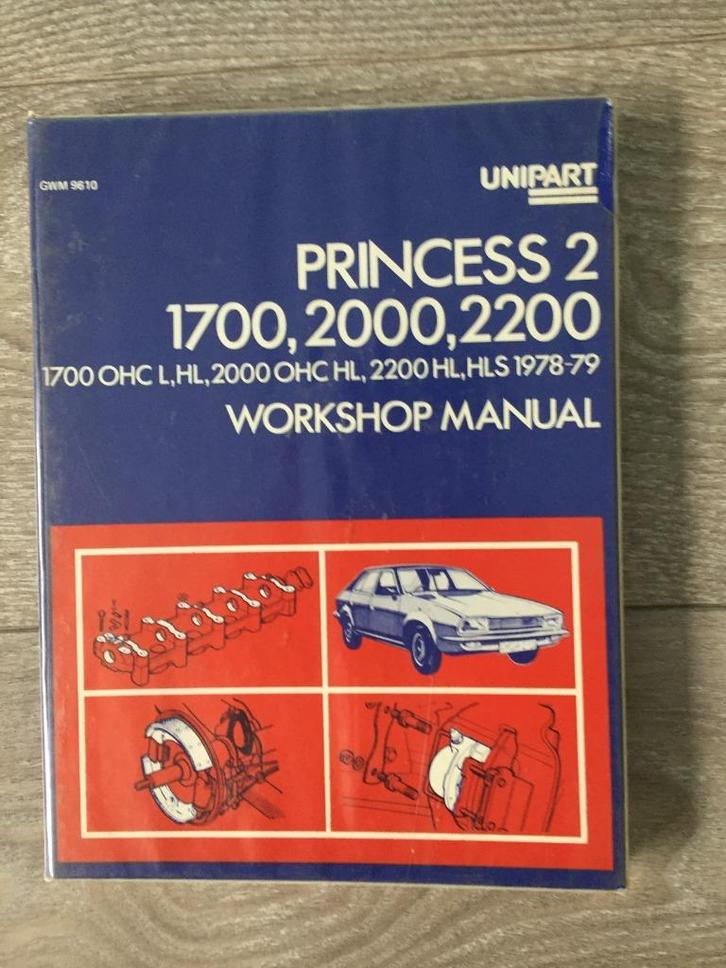 GWM 9610
UNIPART
PRINCESS 2
1700, 2000, 2200
1700 OHC L, HL, 2000 OHC HL, 2200 HL, HLS 1978-79
WORKSHOP MANUAL